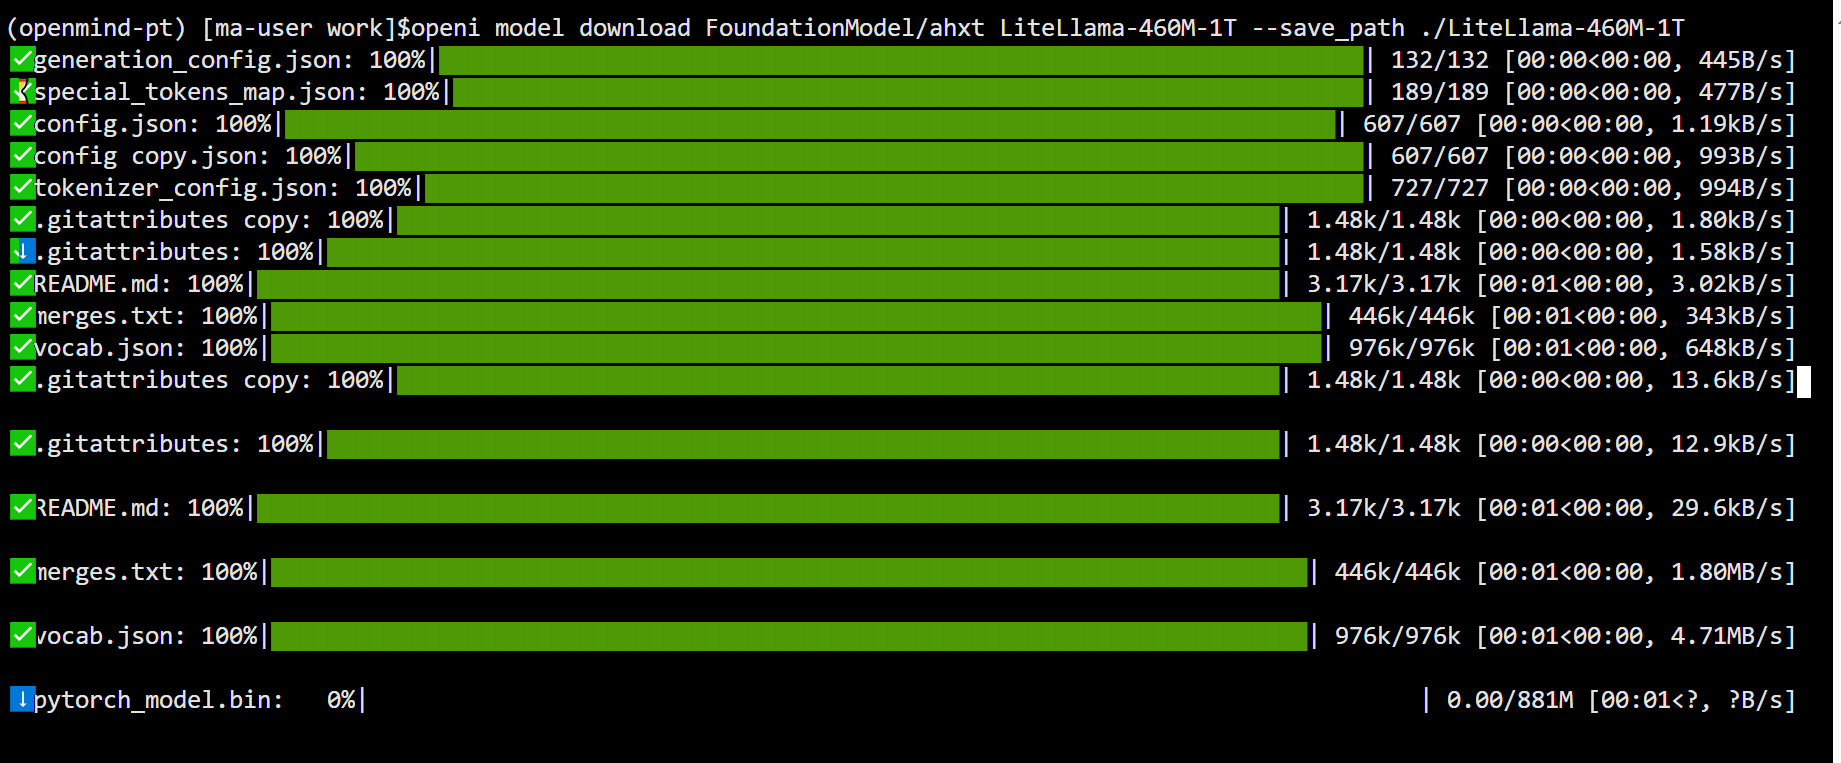 (openmind-pt) [ma-user work]$openi model download FoundationModel/ahxt LiteLlama-460M-1T --save_path ./LiteLlama-460M-1T
generation_config.json: 100%| | 132/132 [00:00<00:00, 445B/s]
special_tokens_map.json: 100%| | 189/189 [00:00<00:00, 477B/s]
config.json: 100%| | 607/607 [00:00<00:00, 1.19kB/s]
config copy.json: 100%| | 607/607 [00:00<00:00, 993B/s]
tokenizer_config.json: 100%| | 727/727 [00:00<00:00, 994B/s]
.gitattributes copy: 100%| | 1.48k/1.48k [00:00<00:00, 1.80kB/s]
.gitattributes: 100%| | 1.48k/1.48k [00:00<00:00, 1.58kB/s]
README.md: 100%| | 3.17k/3.17k [00:01<00:00, 3.02kB/s]
merges.txt: 100%| | 446k/446k [00:01<00:00, 343kB/s]
vocab.json: 100%| | 976k/976k [00:01<00:00, 648kB/s]
.gitattributes copy: 100%| | 1.48k/1.48k [00:00<00:00, 13.6kB/s]
.gitattributes: 100%| | 1.48k/1.48k [00:00<00:00, 12.9kB/s]
README.md: 100%| | 3.17k/3.17k [00:01<00:00, 29.6kB/s]
merges.txt: 100%| | 446k/446k [00:01<00:00, 1.80MB/s]
vocab.json: 100%| | 976k/976k [00:01<00:00, 4.71MB/s]
pytorch_model.bin: 0%| | 0.00/881M [00:01<?, ?B/s]